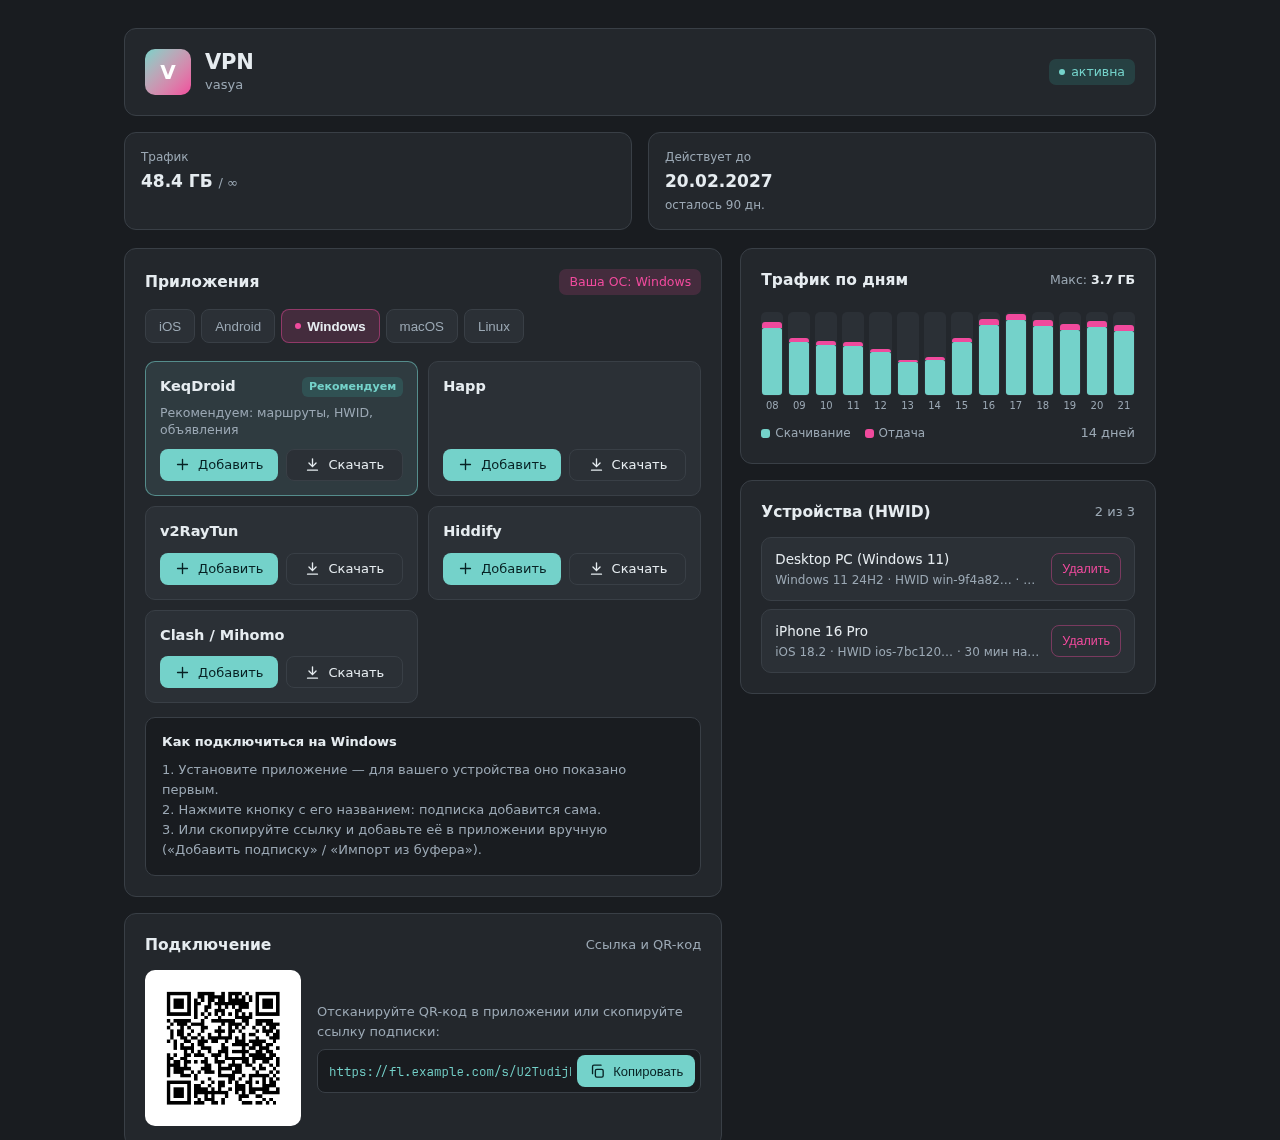 V
VPN
vasya
активна
Трафик
48.4 ГБ / ∞
Действует до
20.02.2027
осталось 90 дн.
Приложения
Ваша ОС: Windows
iOS
Android
Windows
macOS
Linux
KeqDroid
Рекомендуем
Рекомендуем: маршруты, HWID,
объявления
Добавить
Скачать
Happ
Добавить
Скачать
v2RayTun
Добавить
Скачать
Hiddify
Добавить
Скачать
Clash / Mihomo
Добавить
Скачать
Как подключиться на Windows
1. Установите приложение — для вашего устройства оно показано
первым.
2. Нажмите кнопку с его названием: подписка добавится сама.
3. Или скопируйте ссылку и добавьте её в приложении вручную
(«Добавить подписку» / «Импорт из буфера»).
Подключение
Ссылка и QR-код
Отсканируйте QR-код в приложении или скопируйте
ссылку подписки:
https://fl.example.com/s/U2Tudij
Копировать
Трафик по дням
Макс: 3.7 ГБ
08 09 10 11 12 13 14 15 16 17 18 19 20 21
Скачивание
Отдача
14 дней
Устройства (HWID)
2 из 3
Desktop PC (Windows 11)
Windows 11 24H2 · HWID win-9f4a82… · …
Удалить
iPhone 16 Pro
iOS 18.2 · HWID ios-7bc120… · 30 мин на…
Удалить